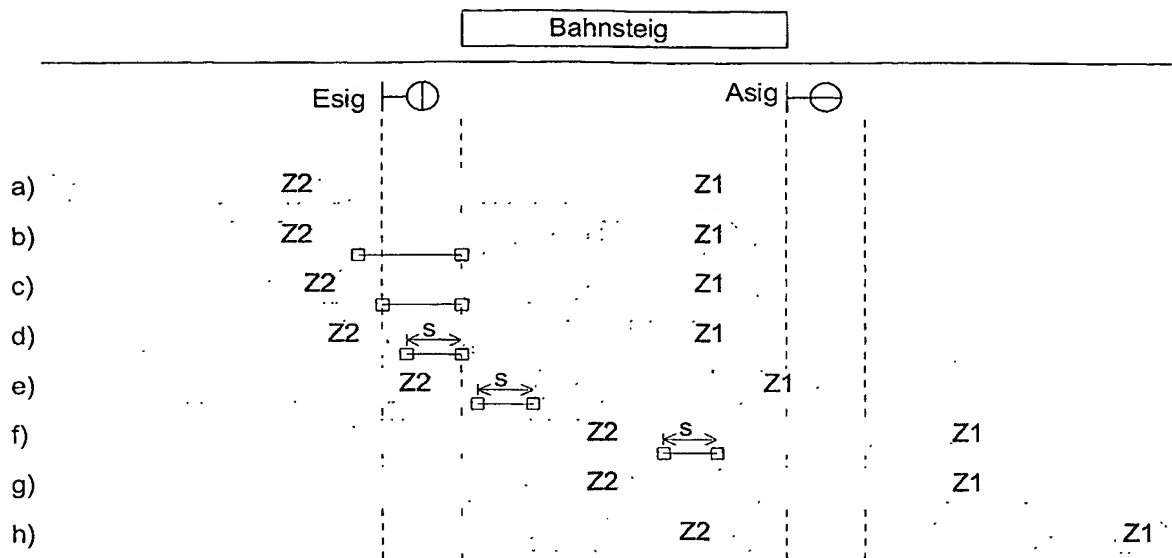 Bahnsteig
Esig Asig
a) Z2 Z1
b) Z2 Z1
c) Z2 Z1
d) Z2 s Z1
e) Z2 s Z1
f) Z2 s Z1
g) Z2 Z1
h) Z2 Z1